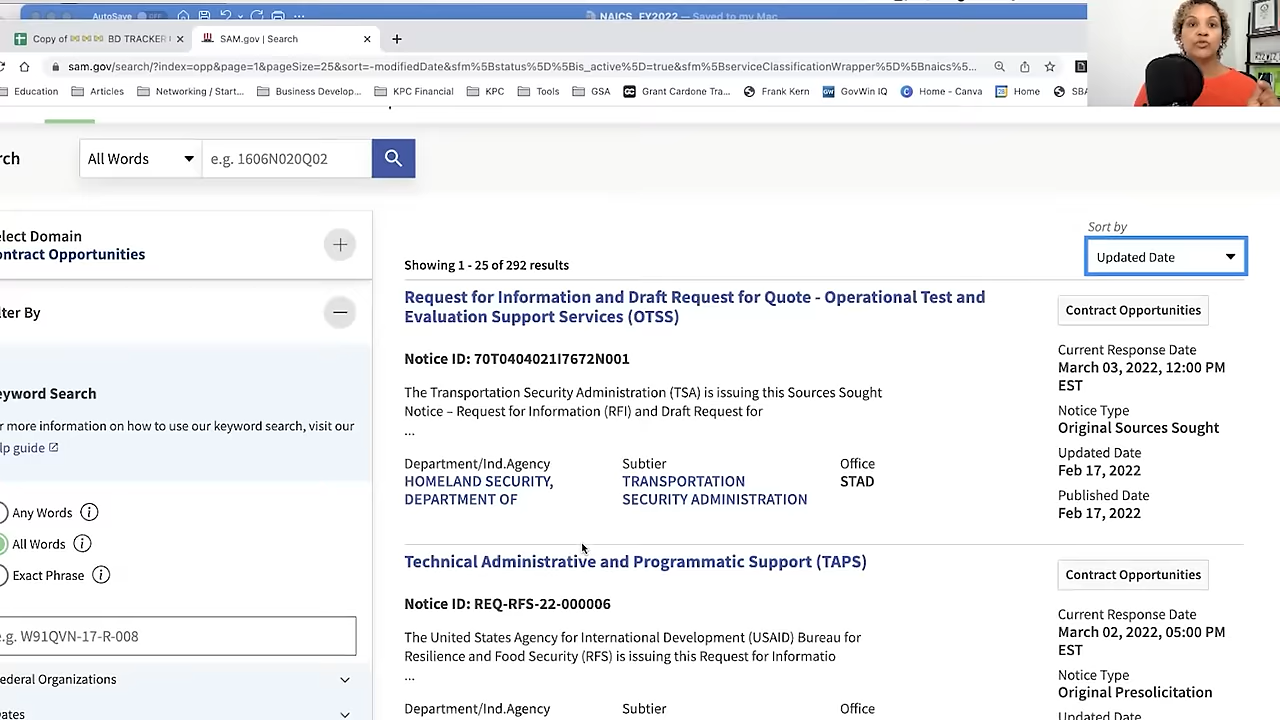 AutoSave OFF
NAICS_FY2022 — Saved to my Mac
Copy of BD TRACKER
SAM.gov | Search
sam.gov/search/?index=opp&page=1&pageSize=25&sort=-modifiedDate&sfm%5Bstatus%5D%5Bis_active%5D=true&sfm%5BserviceClassificationWrapper%5D%5Bnaics%5...
Education Articles Networking / Start... Business Develop... KPC Financial KPC Tools GSA Grant Cardone Tra... Frank Kern GovWin IQ Home - Canva Home SBA
rch
All Words
e.g. 1606N020Q02
elect Domain
ontract Opportunities
lter By
eyword Search
r more information on how to use our keyword search, visit our
lp guide
Any Words
All Words
Exact Phrase
e.g. W91QVN-17-R-008
ederal Organizations
ates
Sort by
Updated Date
Showing 1 - 25 of 292 results
Request for Information and Draft Request for Quote - Operational Test and
Evaluation Support Services (OTSS)
Notice ID: 70T0404021I7672N001
The Transportation Security Administration (TSA) is issuing this Sources Sought
Notice – Request for Information (RFI) and Draft Request for
...
Department/Ind.Agency
HOMELAND SECURITY,
DEPARTMENT OF
Subtier
TRANSPORTATION
SECURITY ADMINISTRATION
Office
STAD
Contract Opportunities
Current Response Date
March 03, 2022, 12:00 PM
EST
Notice Type
Original Sources Sought
Updated Date
Feb 17, 2022
Published Date
Feb 17, 2022
Technical Administrative and Programmatic Support (TAPS)
Notice ID: REQ-RFS-22-000006
The United States Agency for International Development (USAID) Bureau for
Resilience and Food Security (RFS) is issuing this Request for Informatio
...
Department/Ind.Agency
Subtier
Office
Contract Opportunities
Current Response Date
March 02, 2022, 05:00 PM
EST
Notice Type
Original Presolicitation
Updated Date